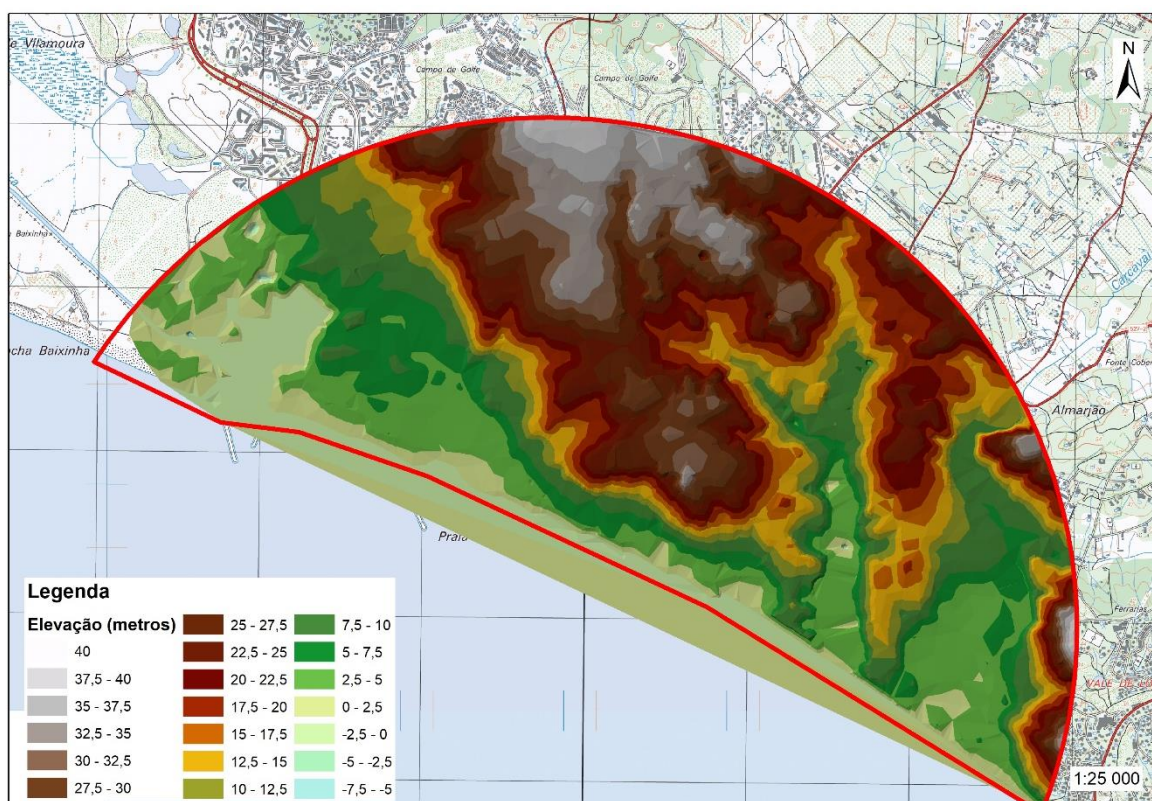 e Vilamoura
Campo de Golfe
Campo de Golfe
N
Baixinha
Carcaval
cha Baixinha
Fonte Cober
Almarjão
Praia
Ferrarias
VALE DE LO
1:25 000
Legenda
Elevação (metros)
40
37,5 - 40
35 - 37,5
32,5 - 35
30 - 32,5
27,5 - 30
25 - 27,5
22,5 - 25
20 - 22,5
17,5 - 20
15 - 17,5
12,5 - 15
10 - 12,5
7,5 - 10
5 - 7,5
2,5 - 5
0 - 2,5
-2,5 - 0
-5 - -2,5
-7,5 - -5